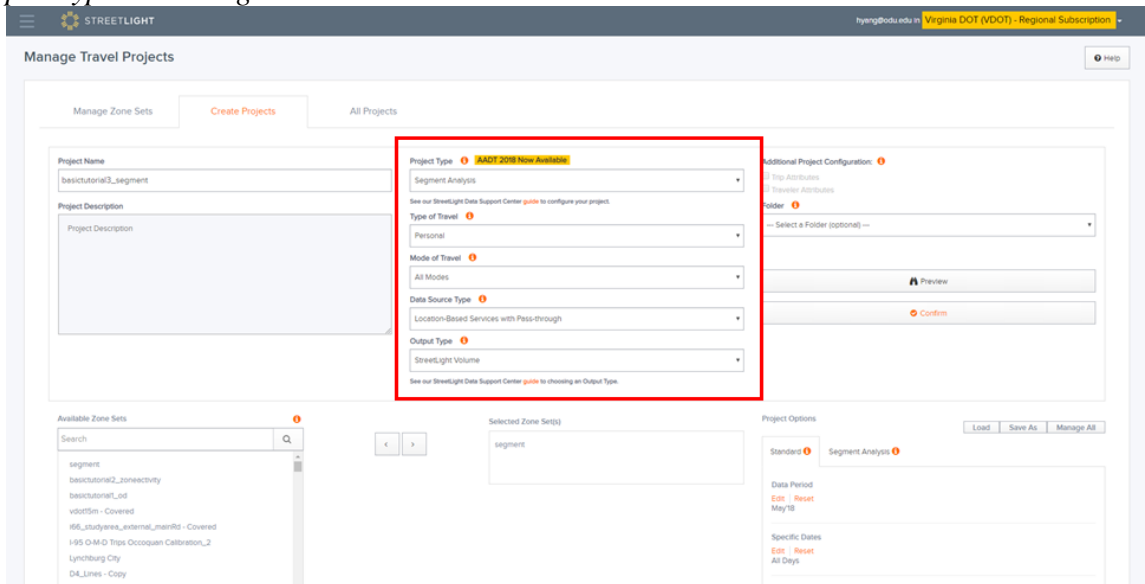 STREETLIGHT
hyang@odu.edu in Virginia DOT (VDOT) - Regional Subscription
Manage Travel Projects
Help
Manage Zone Sets
Create Projects
All Projects
Project Name
basictutorial3_segment
Project Description
Project Description
Project Type AADT 2018 Now Available
Segment Analysis
See our StreetLight Data Support Center guide to configure your project.
Type of Travel
Personal
Mode of Travel
All Modes
Data Source Type
Location-Based Services with Pass-through
Output Type
StreetLight Volume
See our StreetLight Data Support Center guide to choosing an Output Type.
Additional Project Configuration:
Trip Attributes
Traveler Attributes
Folder
--- Select a Folder (optional) ---
Preview
Confirm
Available Zone Sets
Search
segment
basictutorial2_zoneactivity
basictutorial1_od
vdot15m - Covered
i66_studyarea_external_mainRd - Covered
I-95 O-M-D Trips Occoquan Calibration_2
Lynchburg City
D4_Lines - Copy
< >
Selected Zone Set(s)
segment
Project Options
Load Save As Manage All
Standard Segment Analysis
Data Period
Edit | Reset
May'18
Specific Dates
Edit | Reset
All Days